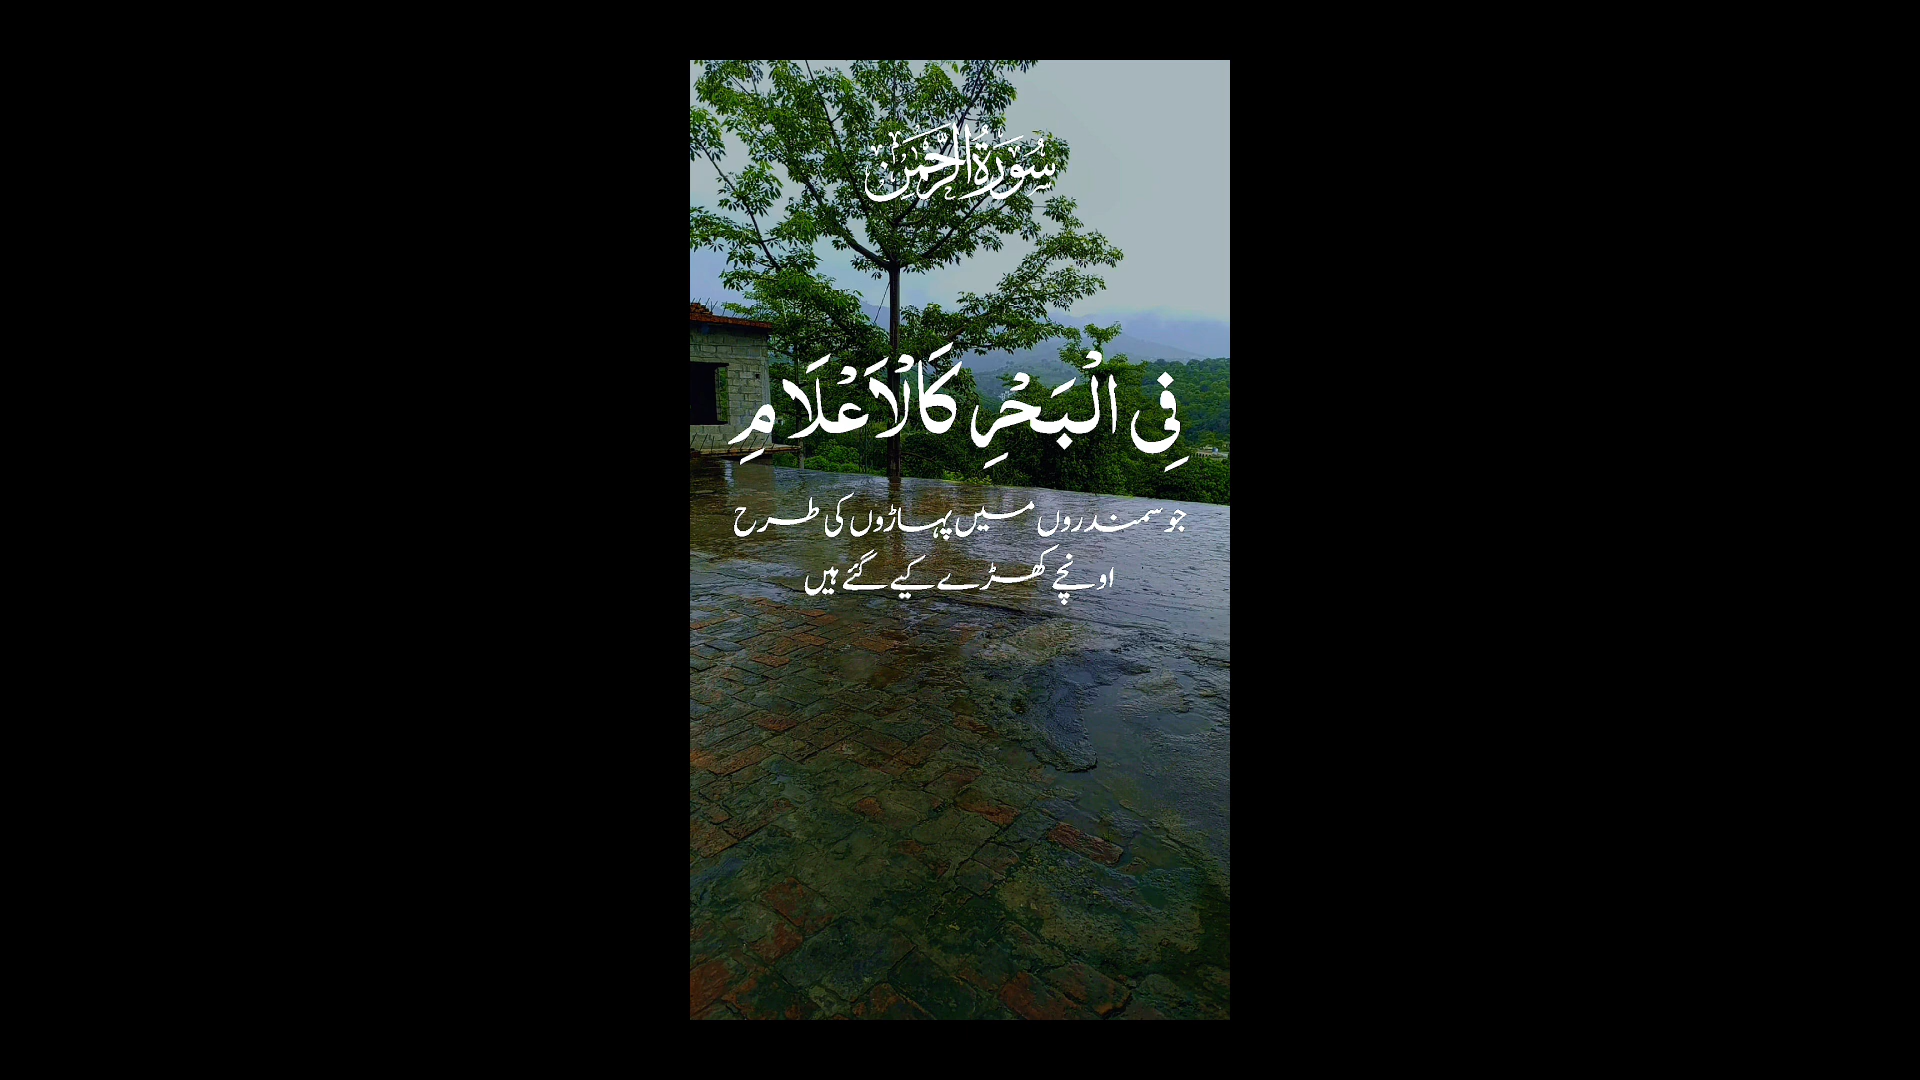 سُورَةُ الرَّحْمٰن
فِی الْبَحْرِ كَالْاَعْلَامِ
جو سمندروں میں پہاڑوں کی طرح
اونچے کھڑے کیے گئے ہیں